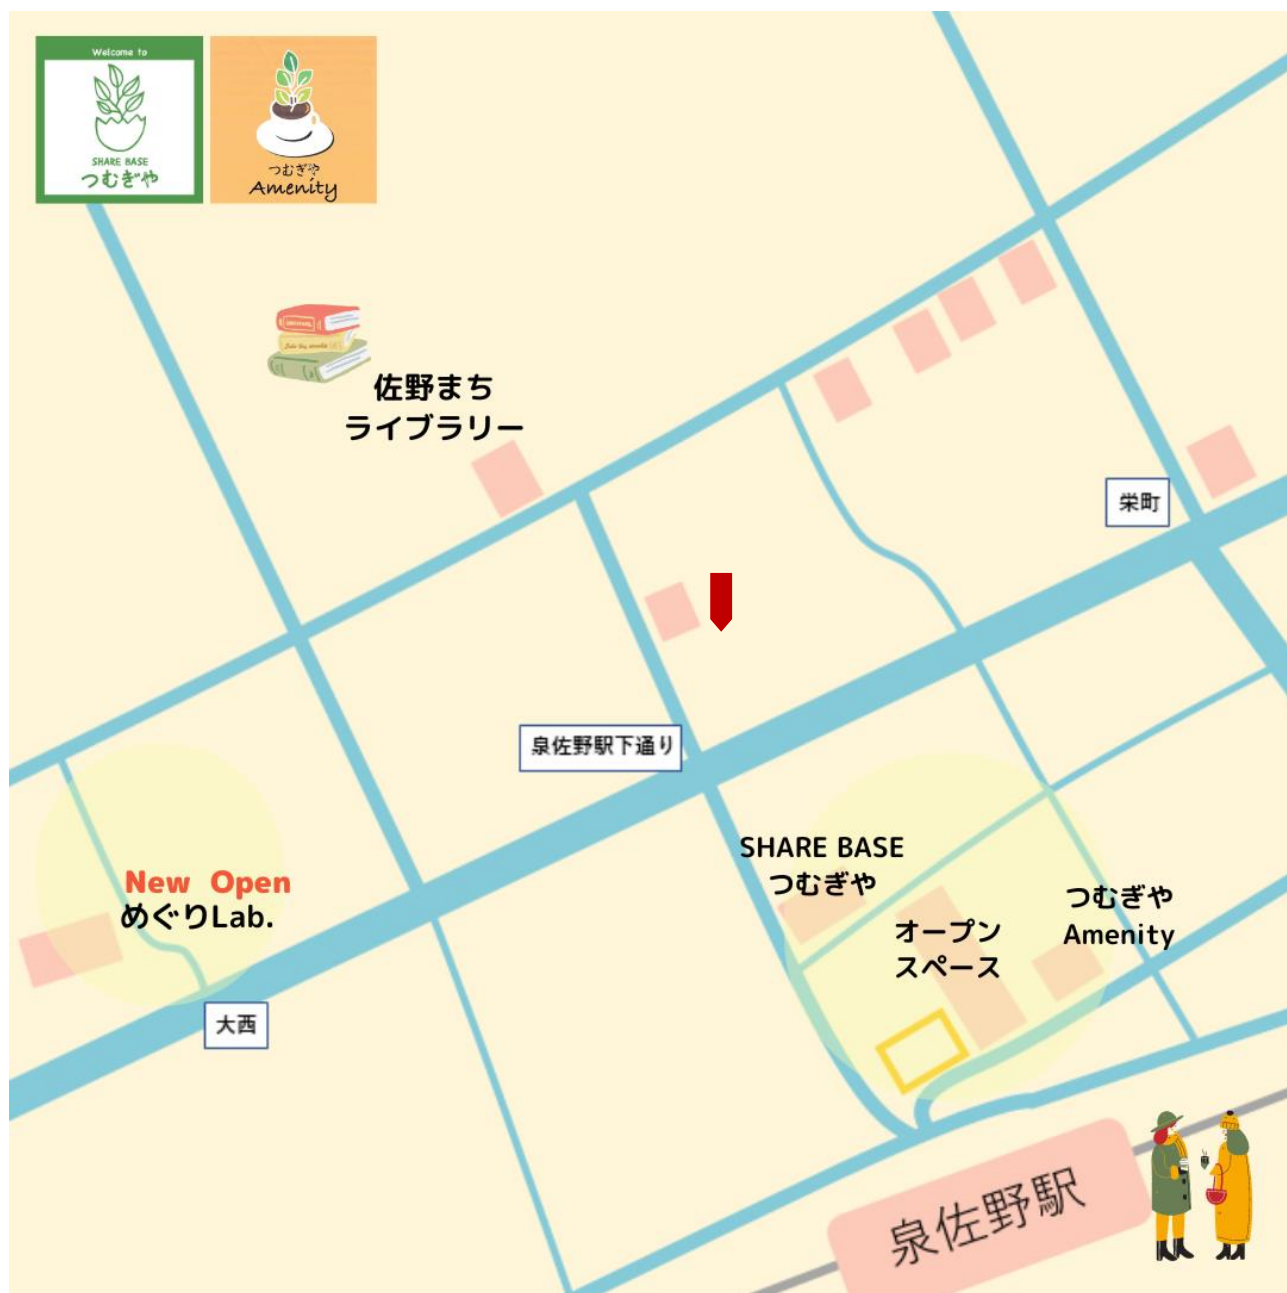 Welcome to
SHARE BASE
つむぎや
つむぎや
Amenity
佐野まち
ライブラリー
栄町
泉佐野駅下通り
SHARE BASE
つむぎや
New Open
めぐりLab.
つむぎや
Amenity
オープン
スペース
大西
泉佐野駅